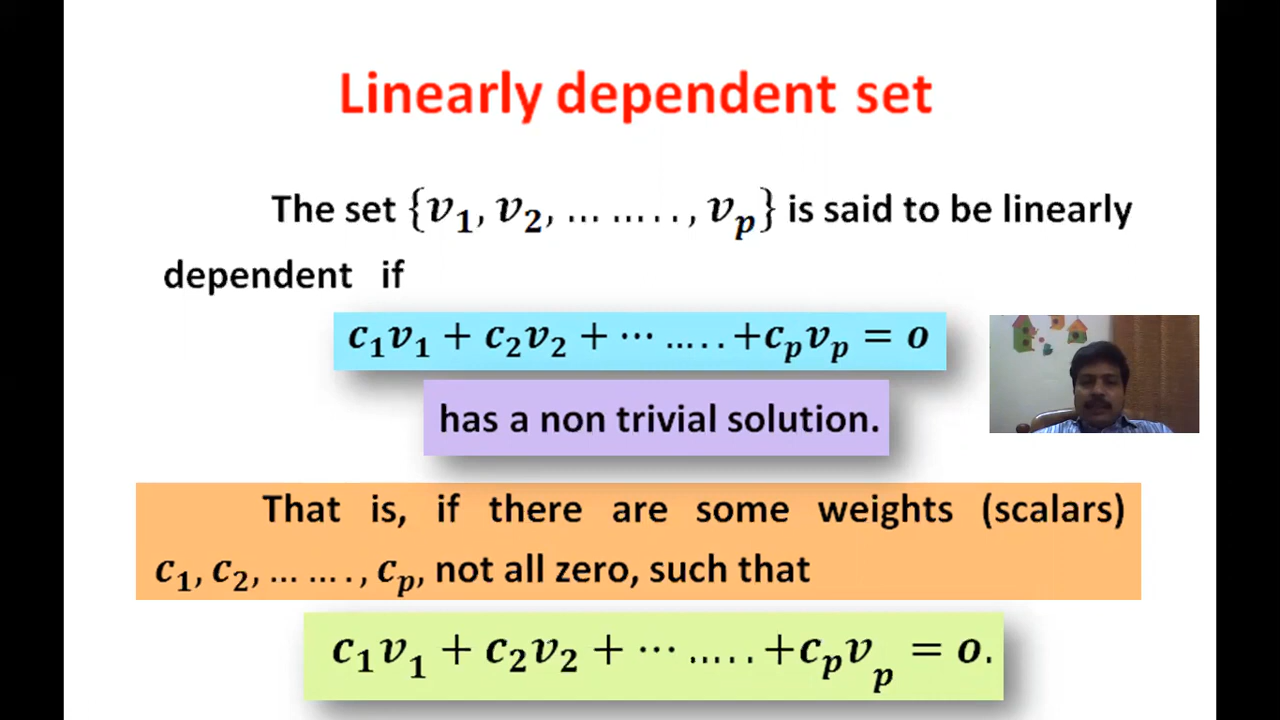 Linearly dependent set
The set {v₁, v₂, ... ... . . , vₚ} is said to be linearly
dependent if
c₁v₁ + c₂v₂ + ⋯ ... . . +cₚvₚ = o
has a non trivial solution.
That is, if there are some weights (scalars)
c₁, c₂, ... ... . , cₚ, not all zero, such that
c₁v₁ + c₂v₂ + ⋯ ... . . +cₚvₚ = o.